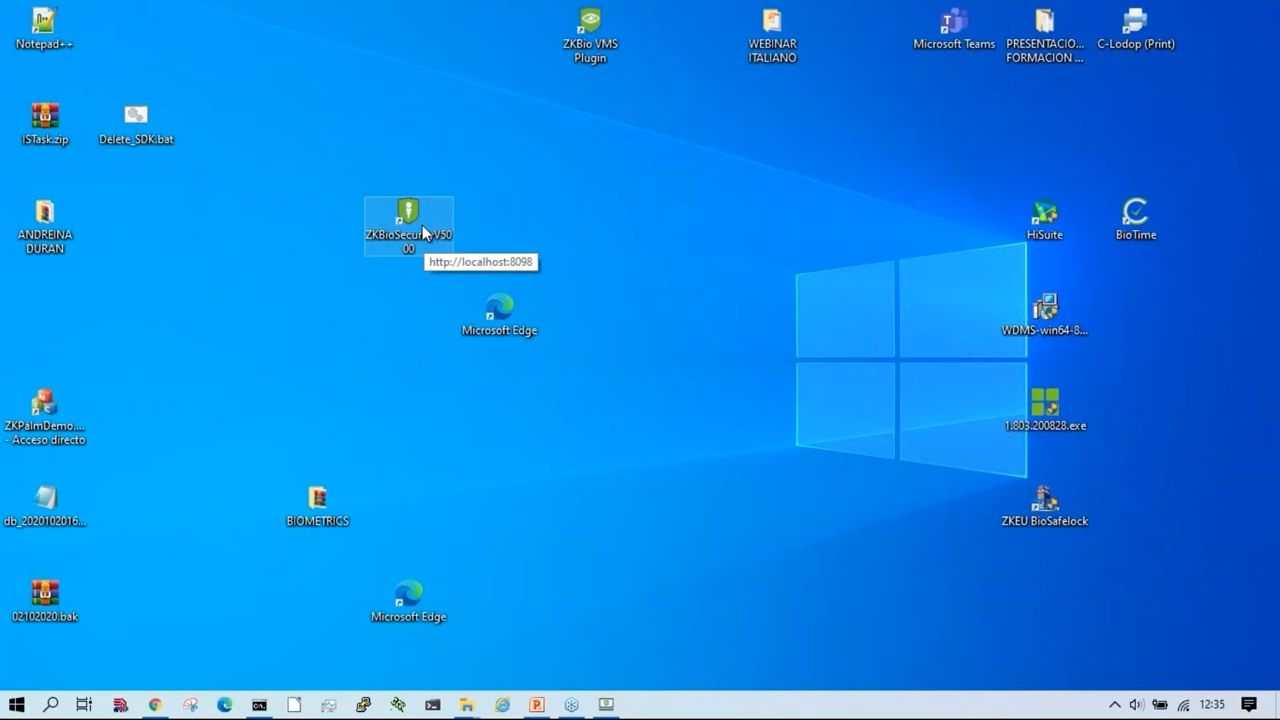 Notepad++
ZKBio VMS
Plugin
WEBINAR
ITALIANO
Microsoft Teams
PRESENTACIO...
FORMACION ...
C-Lodop (Print)
ISTask.zip
Delete_SDK.bat
ANDREINA
DURAN
ZKBioSecurityV50
00
http://localhost:8098
HiSuite
BioTime
Microsoft Edge
WDMS-win64-8...
ZKPalmDemo....
- Acceso directo
1.803.200828.exe
db_2020102016...
BIOMETRICS
ZKEU BioSafelock
02102020.bak
Microsoft Edge
12:35